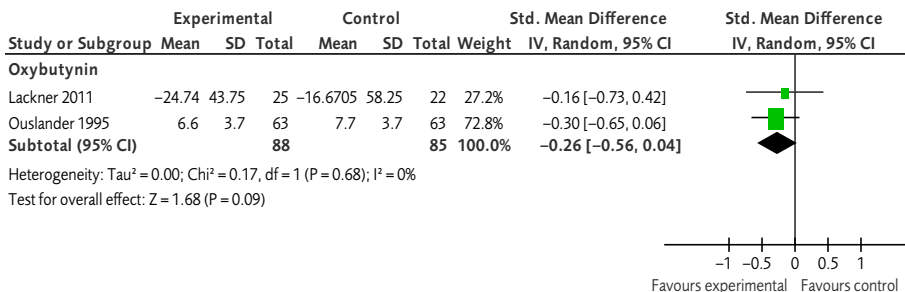 Experimental Control Std. Mean Difference Std. Mean Difference
Study or Subgroup Mean SD Total Mean SD Total Weight IV, Random, 95% CI IV, Random, 95% CI
Oxybutynin
Lackner 2011 −24.74 43.75 25 −16.6705 58.25 22 27.2% −0.16 [−0.73, 0.42]
Ouslander 1995 6.6 3.7 63 7.7 3.7 63 72.8% −0.30 [−0.65, 0.06]
Subtotal (95% CI) 88 85 100.0% −0.26 [−0.56, 0.04]
Heterogeneity: Tau² = 0.00; Chi² = 0.17, df = 1 (P = 0.68); I² = 0%
Test for overall effect: Z = 1.68 (P = 0.09)
−1 −0.5 0 0.5 1
Favours experimental Favours control